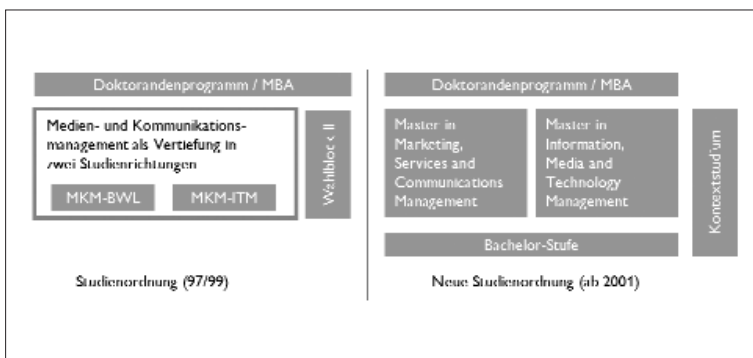 Doktorandenprogramm / MBA
Medien- und Kommunikations-
management als Vertiefung in
zwei Studienrichtungen
MKM-BWL
MKM-ITM
Wahlblock II
Studienordnung (97/99)
Doktorandenprogramm / MBA
Master in
Marketing,
Services and
Communications
Management
Master in
Information,
Media and
Technology
Management
Kontextstudium
Bachelor-Stufe
Neue Studienordnung (ab 2001)